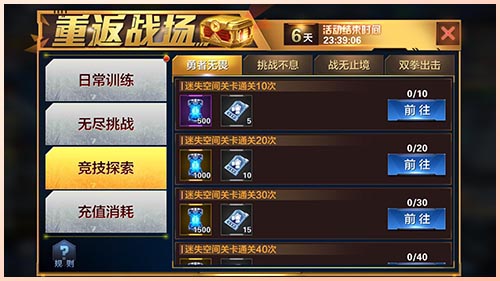 重返战场
6天
活动结束时间
23:39:06
日常训练
无尽挑战
竞技探索
充值消耗
规则
勇者无畏
挑战不息
战无止境
双拳出击
迷失空间关卡通关10次
500
5
0/10
前往
迷失空间关卡通关20次
1000
10
0/20
前往
迷失空间关卡通关30次
1500
15
0/30
前往
迷失空间关卡通关40次
0/40